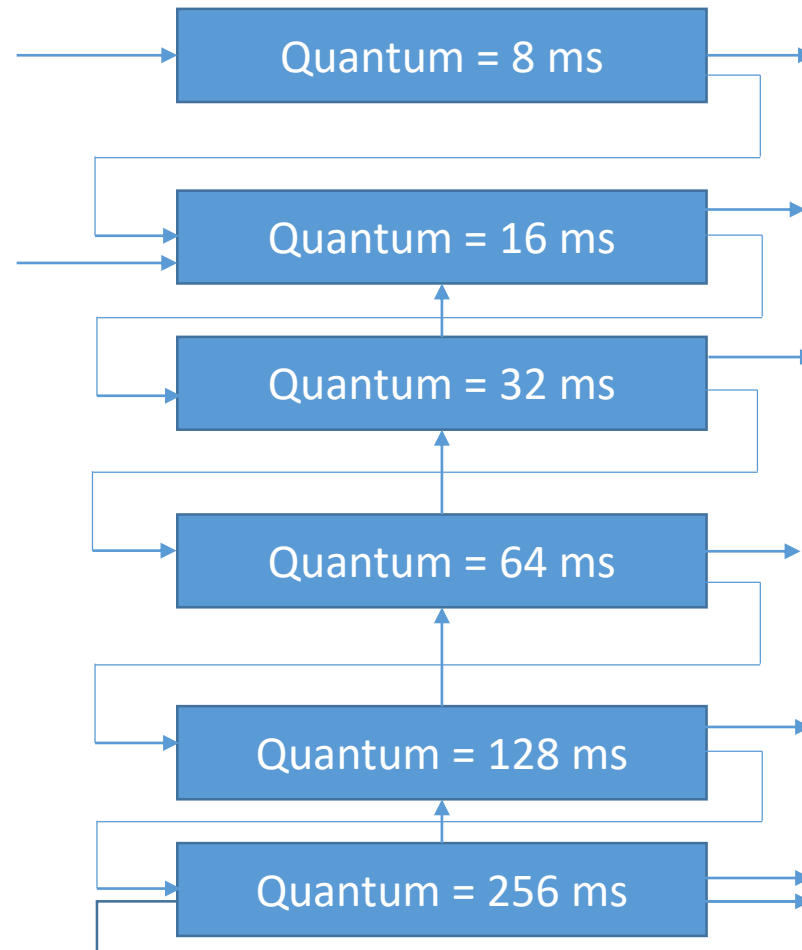 Quantum = 8 ms
Quantum = 16 ms
Quantum = 32 ms
Quantum = 64 ms
Quantum = 128 ms
Quantum = 256 ms